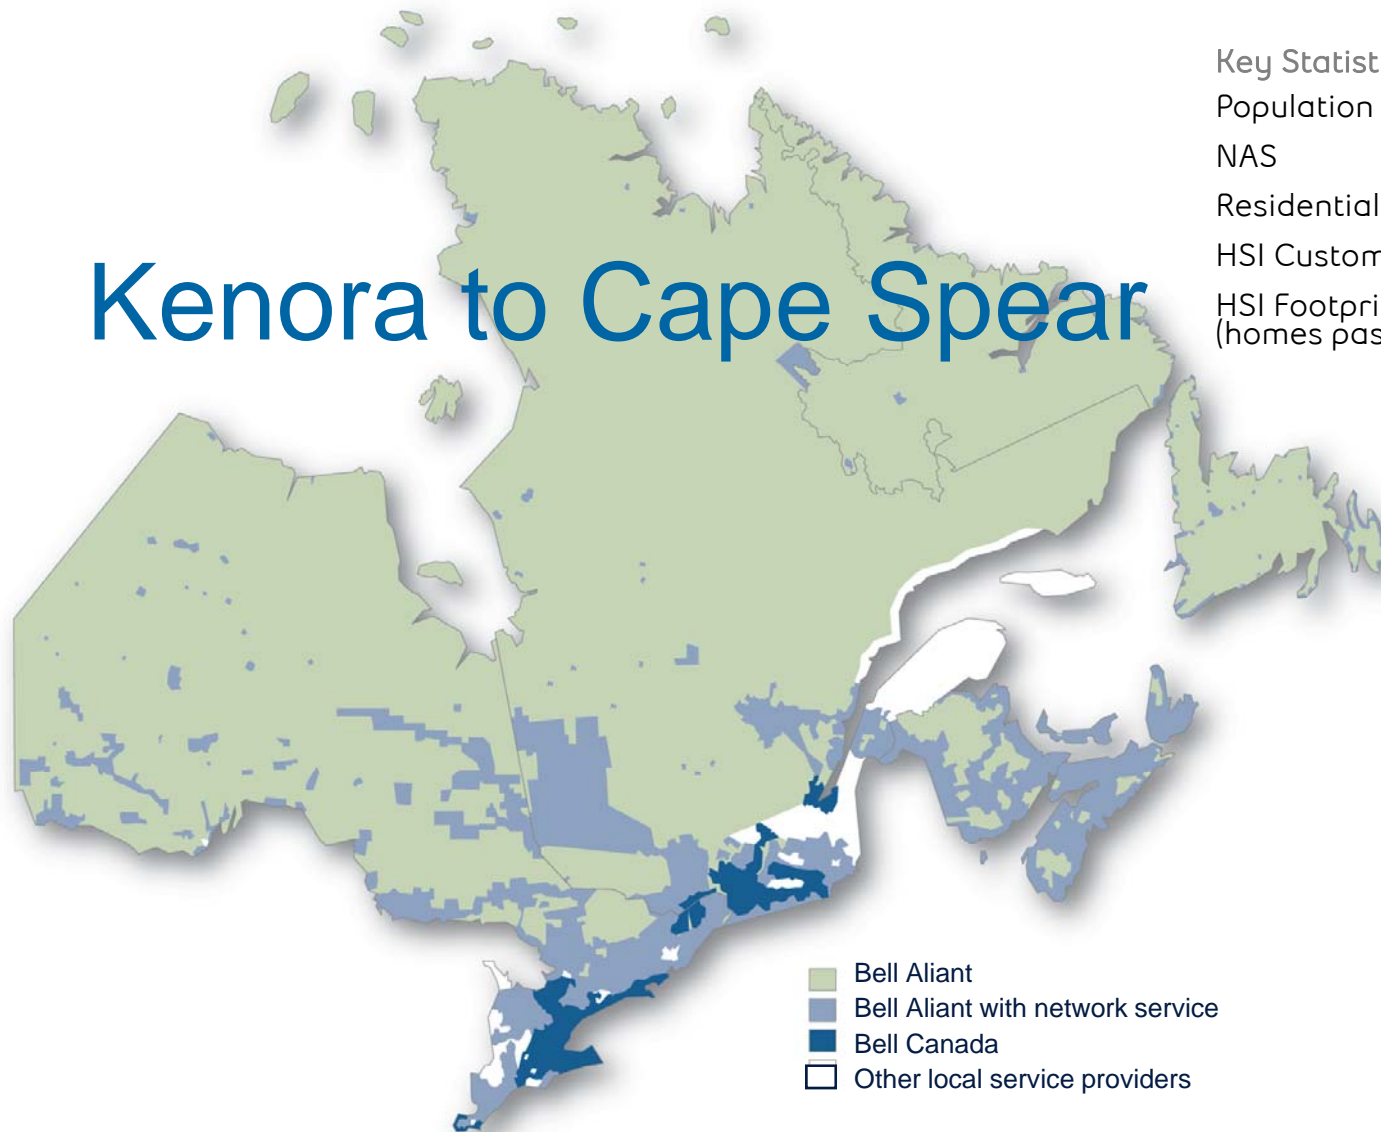 Key Statist
Population
NAS
Residential
HSI Custom
HSI Footpri
(homes pas
Kenora to Cape Spear
Bell Aliant
Bell Aliant with network service
Bell Canada
Other local service providers